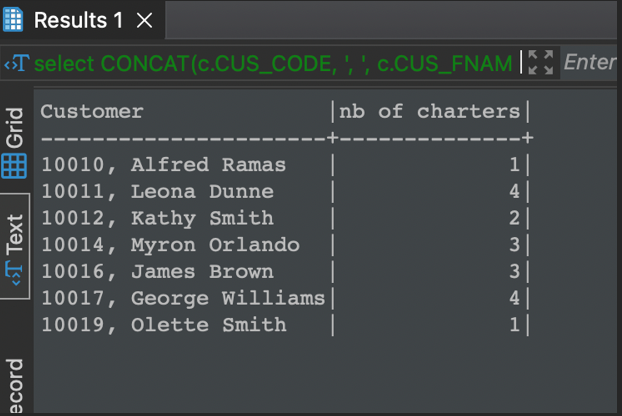 Results 1 ×
select CONCAT(c.CUS_CODE, ', ', c.CUS_FNAM
Enter
Grid
Text
Customer |nb of charters|
----------------------+--------------+
10010, Alfred Ramas | 1|
10011, Leona Dunne | 4|
10012, Kathy Smith | 2|
10014, Myron Orlando | 3|
10016, James Brown | 3|
10017, George Williams| 4|
10019, Olette Smith | 1|
ecord